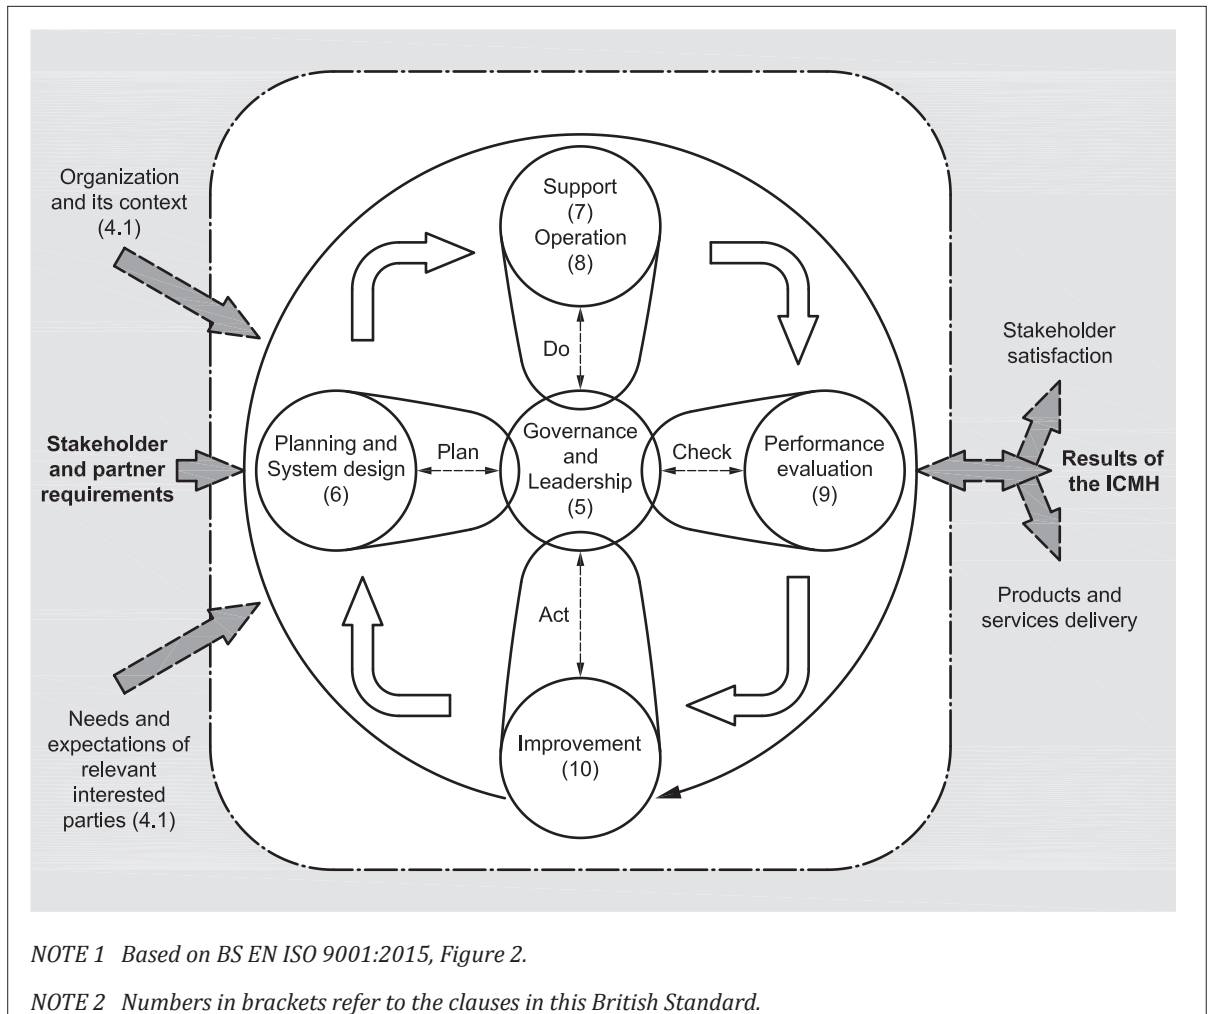 Organization
and its context
(4.1)
Support
(7)
Operation
(8)
Do
Stakeholder
satisfaction
Stakeholder
and partner
requirements
Planning and
System design
(6)
Plan
Governance
and
Leadership
(5)
Check
Performance
evaluation
(9)
Results of
the ICMH
Products and
services delivery
Act
Needs and
expectations of
relevant
interested
parties (4.1)
Improvement
(10)
NOTE 1 Based on BS EN ISO 9001:2015, Figure 2.
NOTE 2 Numbers in brackets refer to the clauses in this British Standard.